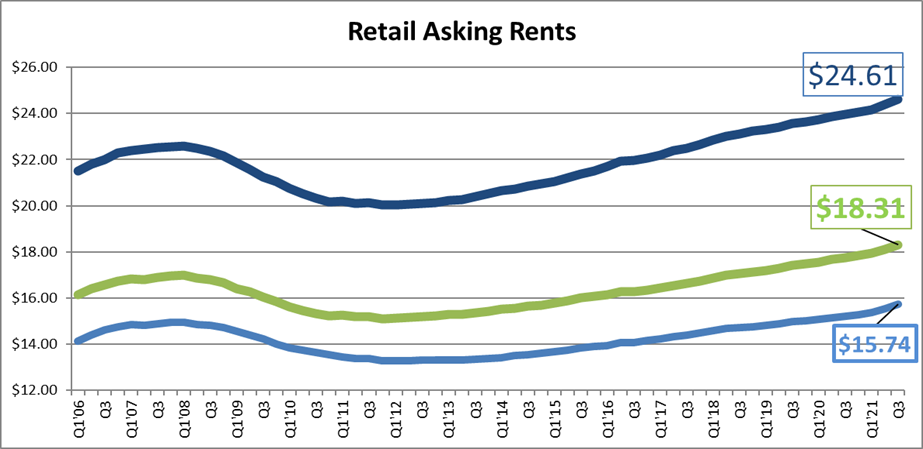 Retail Asking Rents
$26.00
$24.00
$22.00
$20.00
$18.00
$16.00
$14.00
$12.00
$24.61
$18.31
$15.74
Q1'06
Q3
Q1'07
Q3
Q1'08
Q3
Q1'09
Q3
Q1'10
Q3
Q1'11
Q3
Q1'12
Q3
Q1'13
Q3
Q1'14
Q3
Q1'15
Q3
Q1'16
Q3
Q1'17
Q3
Q1'18
Q3
Q1'19
Q3
Q1'20
Q3
Q1'21
Q3